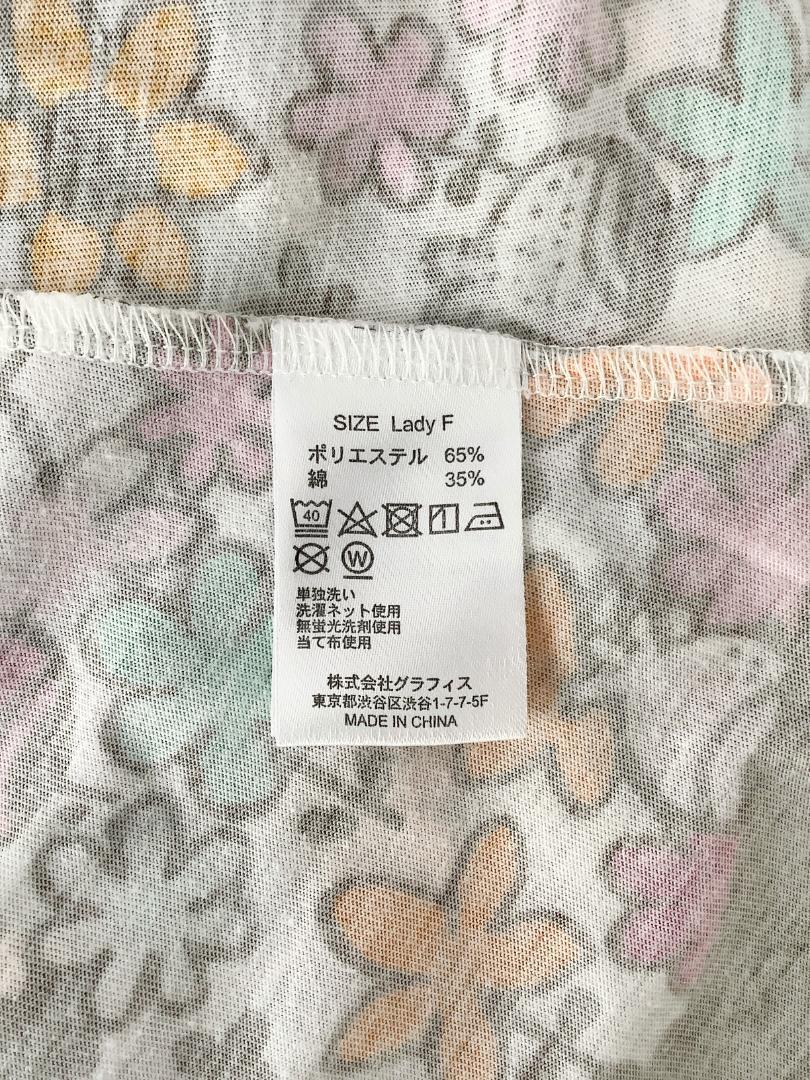 SIZE Lady F
ポリエステル 65%
綿 35%
40
W
単独洗い
洗濯ネット使用
無蛍光洗剤使用
当て布使用
株式会社グラフィス
東京都渋谷区渋谷1-7-7-5F
MADE IN CHINA